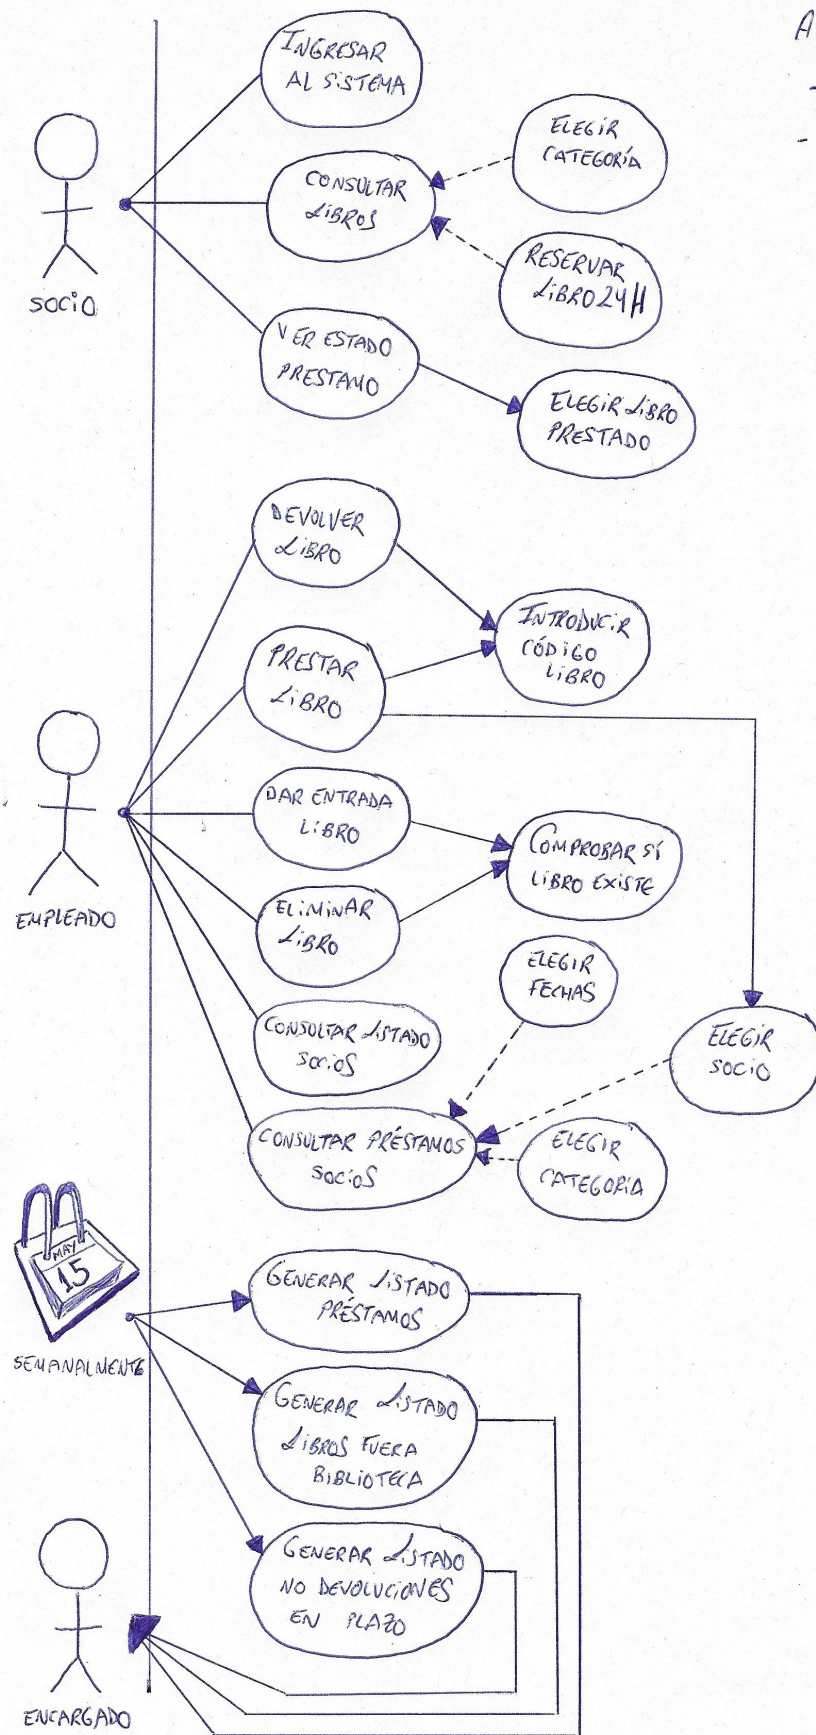 A
-
-
INGRESAR
AL SISTEMA
ELEGIR
CATEGORÍA
CONSULTAR
LIBROS
RESERVAR
LIBRO 24H
SOCIO
VER ESTADO
PRESTAMO
ELEGIR LIBRO
PRESTADO
DEVOLVER
LIBRO
INTRODUCIR
CÓDIGO
LIBRO
PRESTAR
LIBRO
DAR ENTRADA
LIBRO
COMPROBAR SI
LIBRO EXISTE
EMPLEADO
ELIMINAR
LIBRO
ELEGIR
FECHAS
CONSULTAR LISTADO
SOCIOS
ELEGIR
SOCIO
CONSULTAR PRÉSTAMOS
SOCIOS
ELEGIR
CATEGORIA
MAY
15
SEMANALMENTE
GENERAR LISTADO
PRÉSTAMOS
GENERAR LISTADO
LIBROS FUERA
BIBLIOTECA
GENERAR LISTADO
NO DEVOLUCIONES
EN PLAZO
ENCARGADO